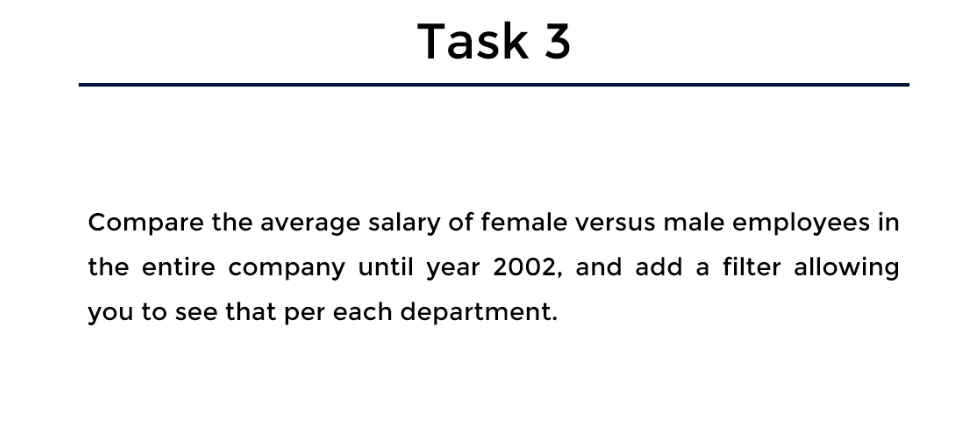 Task 3
Compare the average salary of female versus male employees in
the entire company until year 2002, and add a filter allowing
you to see that per each department.